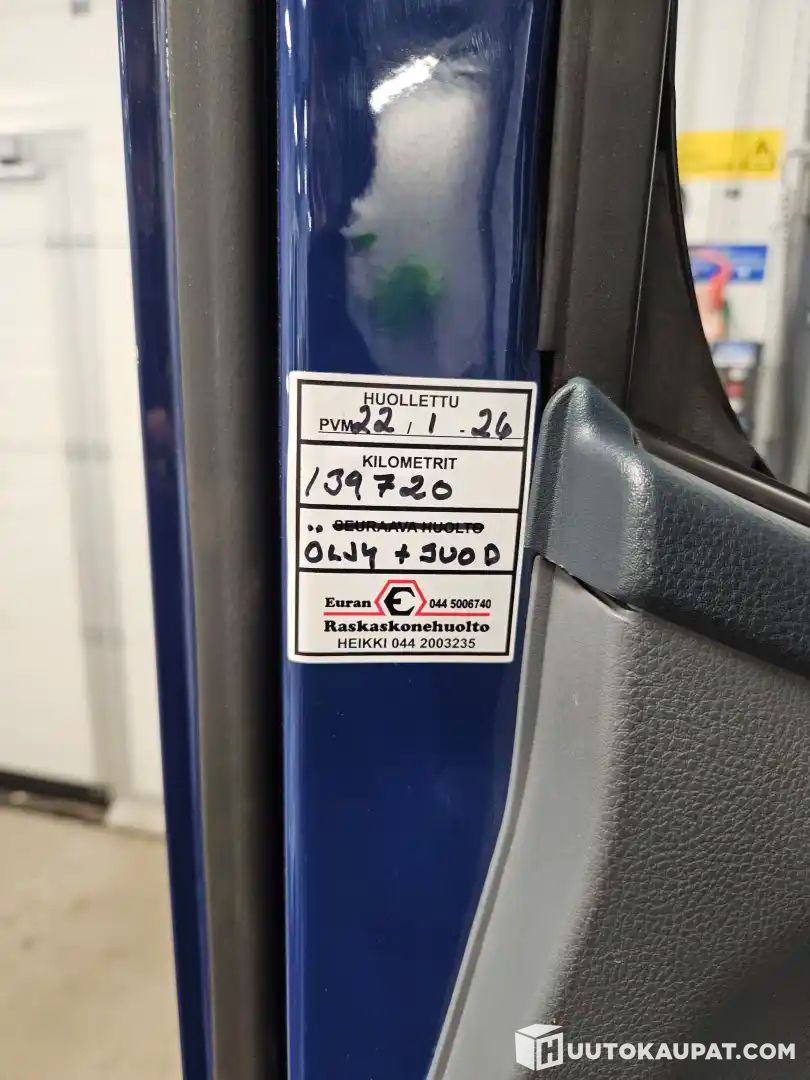 HUOLLETTU
PVM 22 / 1 - 26
KILOMETRIT
139720
SEURAAVA HUOLTO
ÖLJY + SUOD
Euran E 044 5006740
Raskaskonehuolto
HEIKKI 044 2003235
HUUTOKAUPAT.COM